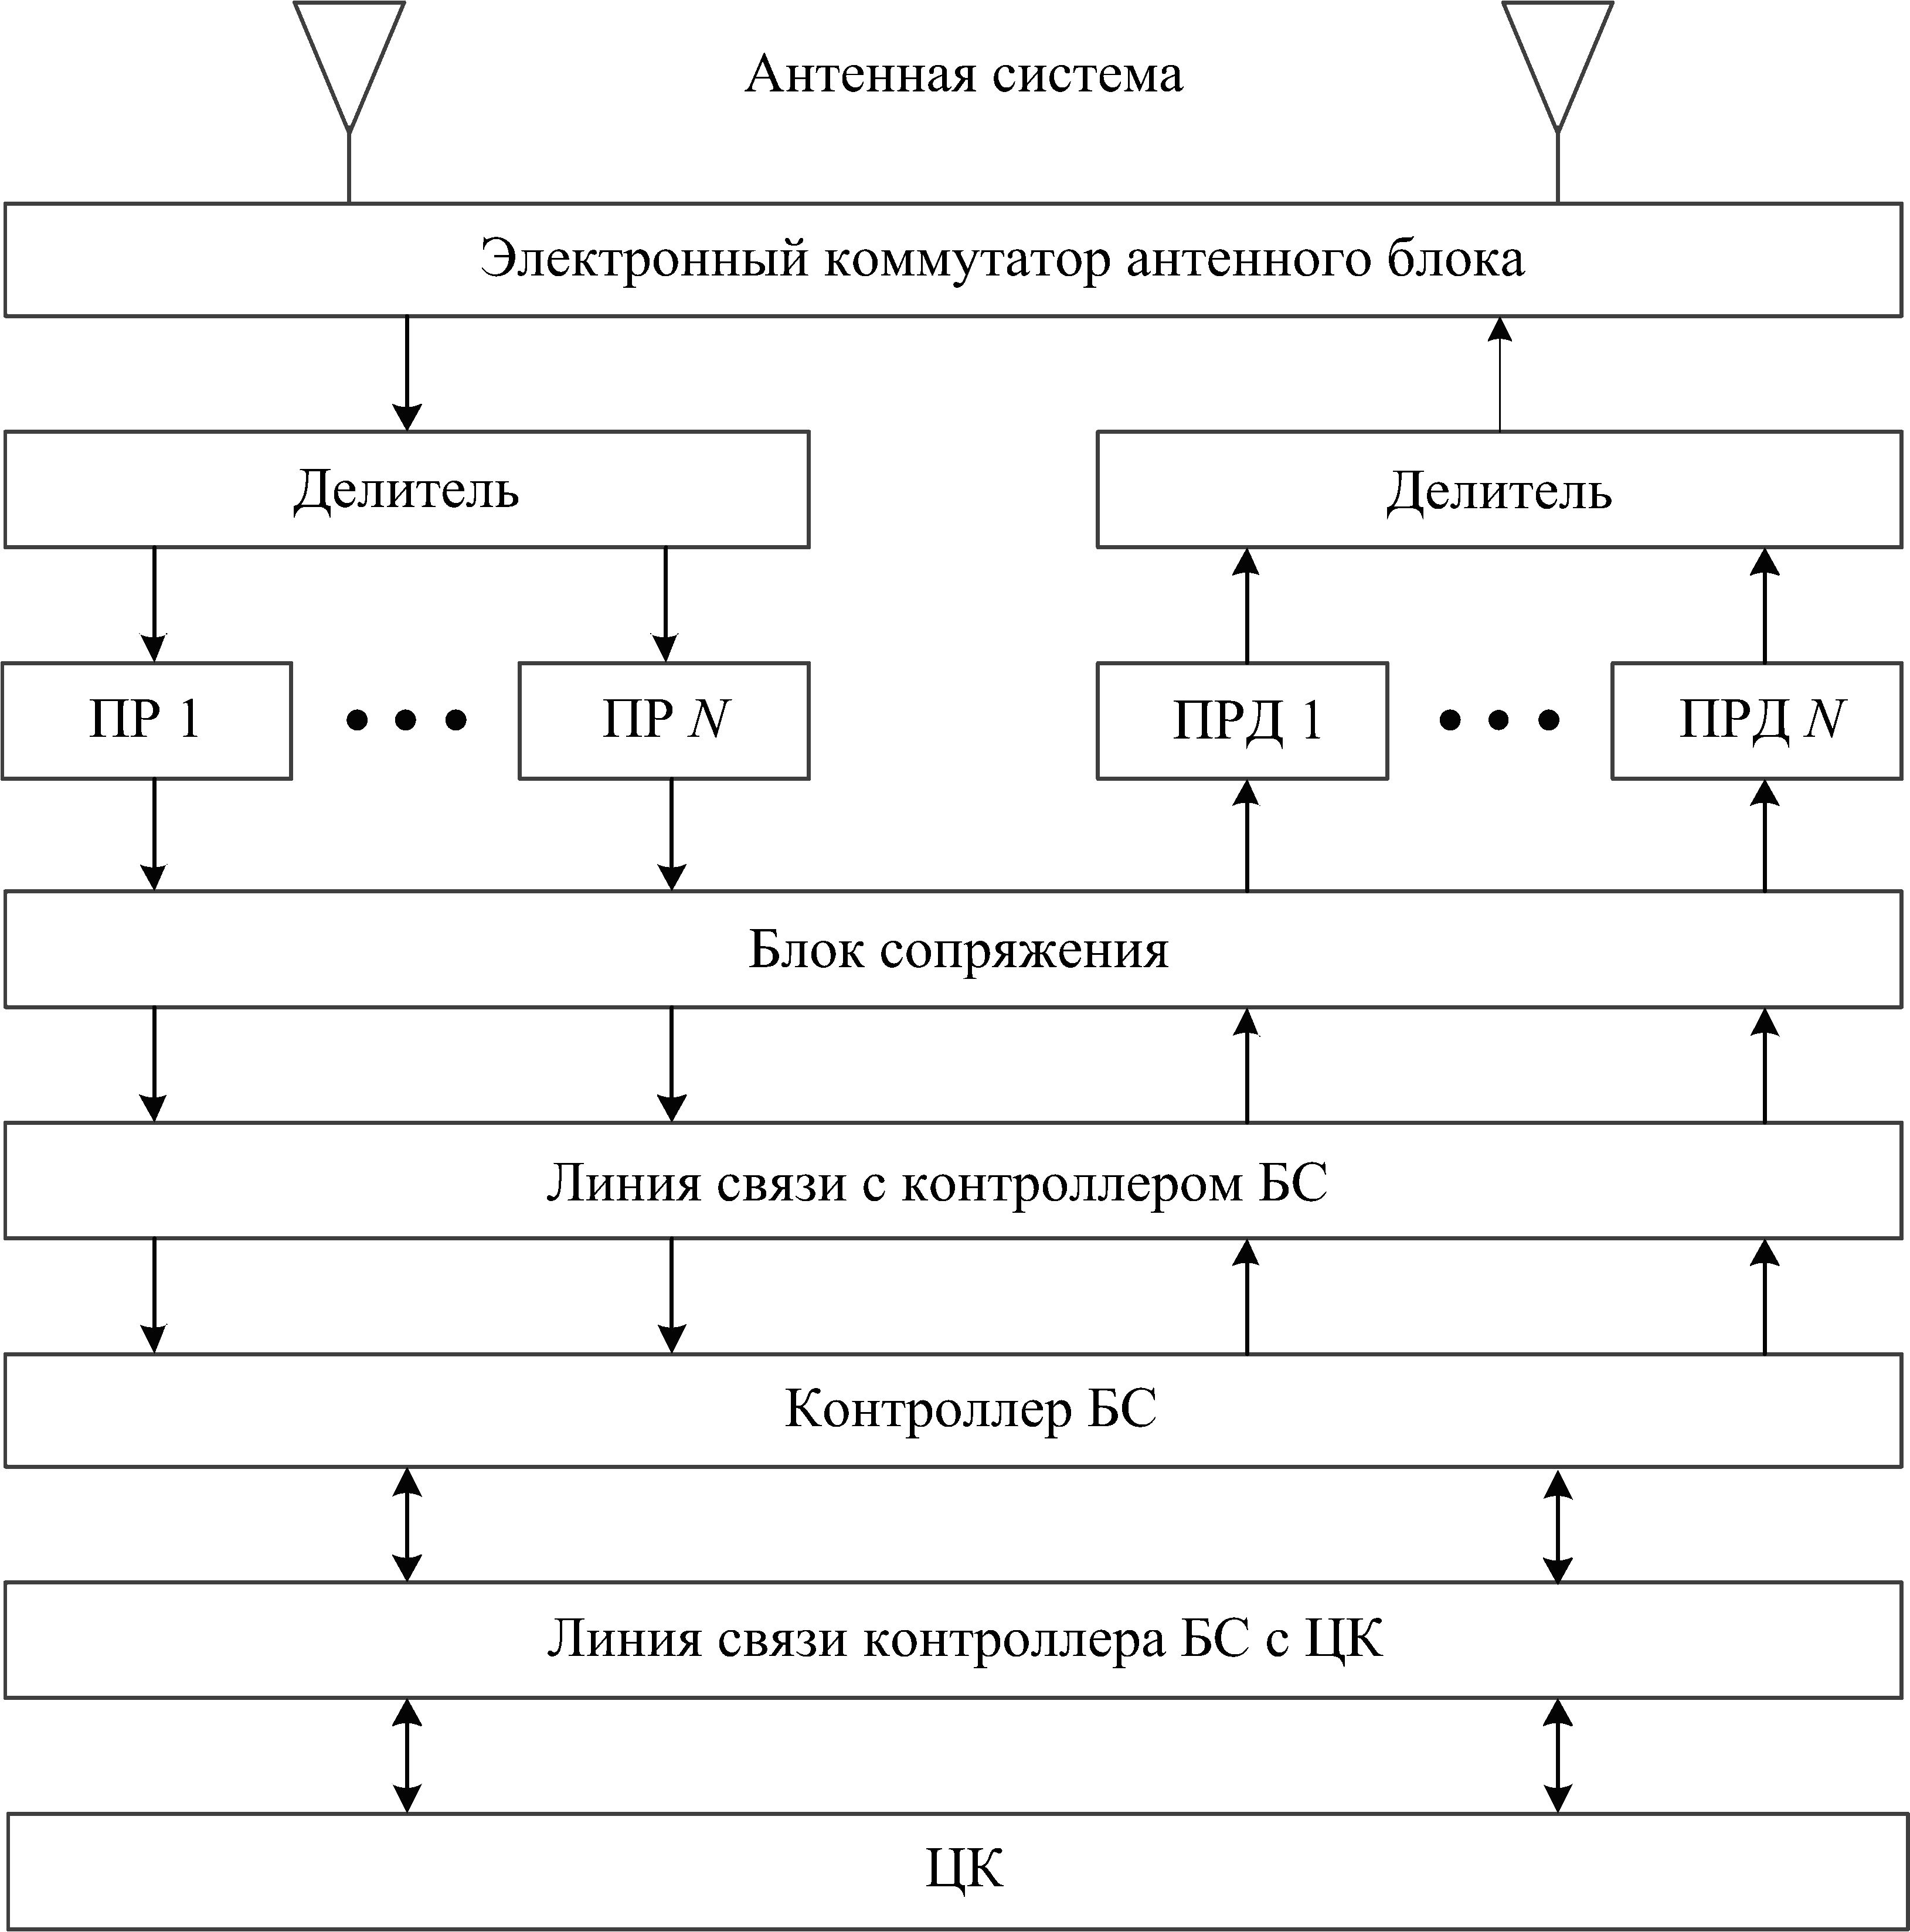 Антенная система
Электронный коммутатор антенного блока
Делитель
Делитель
ПР 1
ПР N
ПРД 1
ПРД N
Блок сопряжения
Линия связи с контроллером БС
Контроллер БС
Линия связи контроллера БС с ЦК
ЦК